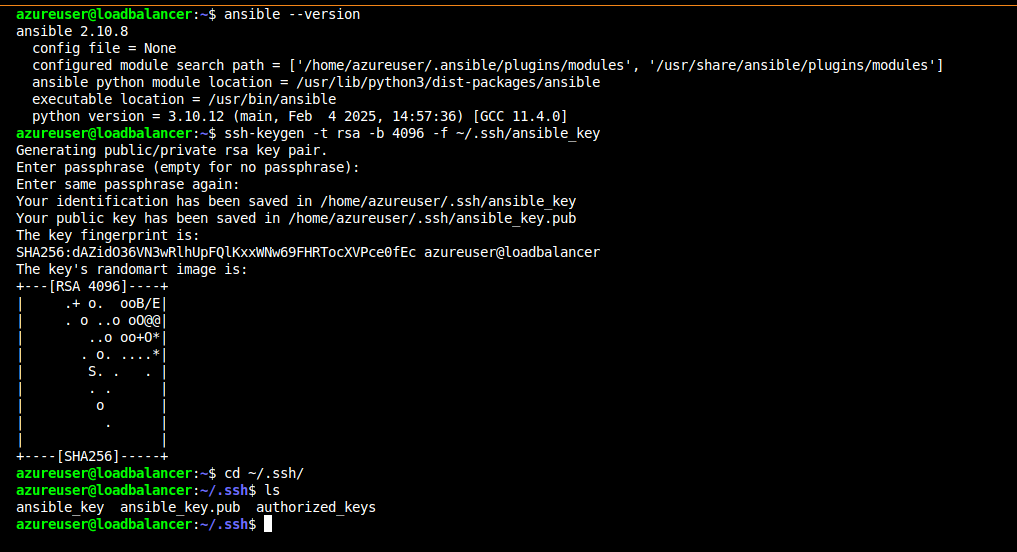 azureuser@loadbalancer:~$ ansible --version
ansible 2.10.8
  config file = None
  configured module search path = ['/home/azureuser/.ansible/plugins/modules', '/usr/share/ansible/plugins/modules']
  ansible python module location = /usr/lib/python3/dist-packages/ansible
  executable location = /usr/bin/ansible
  python version = 3.10.12 (main, Feb  4 2025, 14:57:36) [GCC 11.4.0]
azureuser@loadbalancer:~$ ssh-keygen -t rsa -b 4096 -f ~/.ssh/ansible_key
Generating public/private rsa key pair.
Enter passphrase (empty for no passphrase):
Enter same passphrase again:
Your identification has been saved in /home/azureuser/.ssh/ansible_key
Your public key has been saved in /home/azureuser/.ssh/ansible_key.pub
The key fingerprint is:
SHA256:dAZidO36VN3wRlhUpFQlKxxWNw69FHRTocXVPce0fEc azureuser@loadbalancer
The key's randomart image is:
+---[RSA 4096]----+
|     .+ o.  ooB/E|
|     . o ..o oO@@|
|        ..o oo+O*|
|       . o. ....*|
|        S. .   . |
|        . .      |
|         o       |
|          .      |
|                 |
+----[SHA256]-----+
azureuser@loadbalancer:~$ cd ~/.ssh/
azureuser@loadbalancer:~/.ssh$ ls
ansible_key  ansible_key.pub  authorized_keys
azureuser@loadbalancer:~/.ssh$